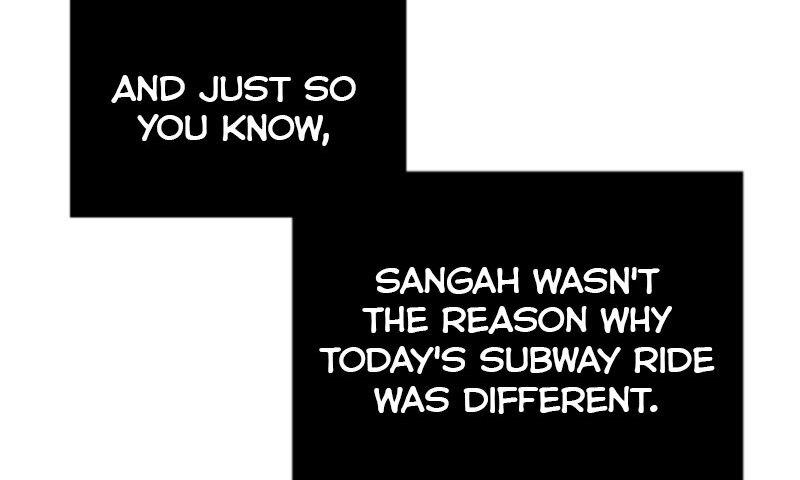 AND JUST SO
YOU KNOW,
SANGAH WASN'T
THE REASON WHY
TODAY'S SUBWAY RIDE
WAS DIFFERENT.